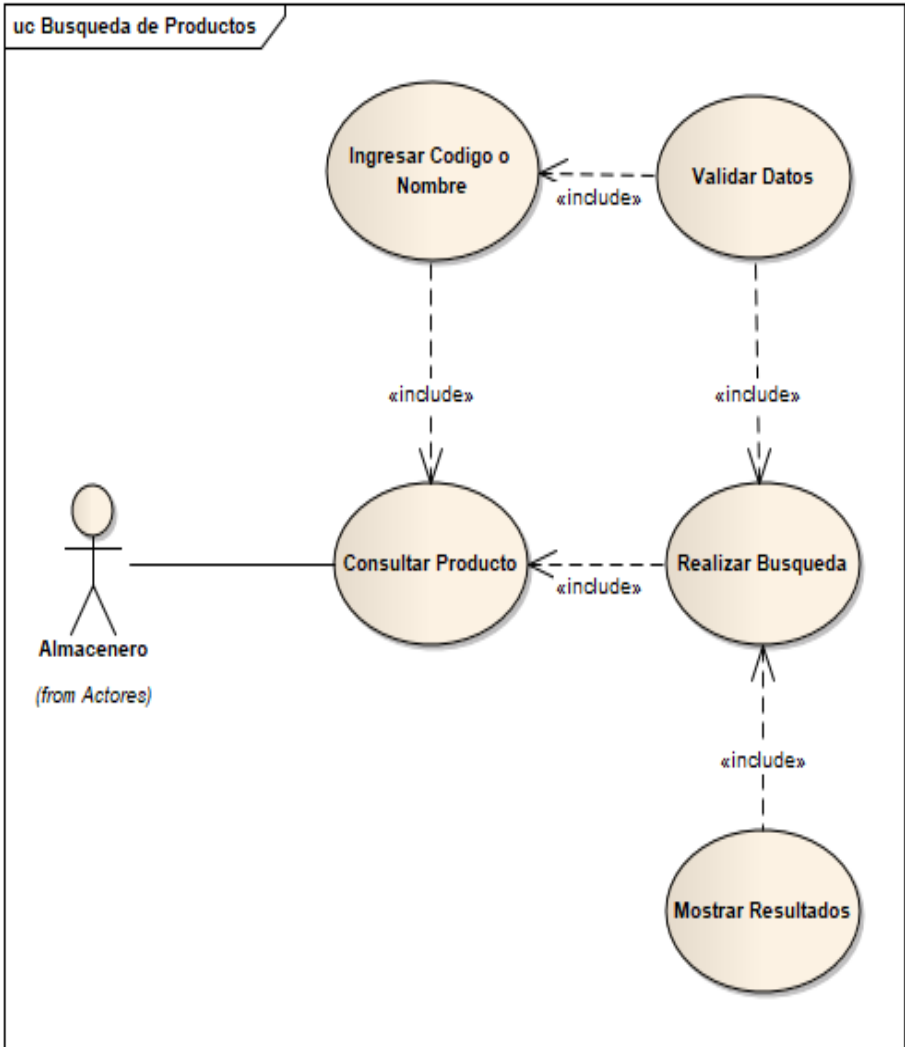 uc Busqueda de Productos
Ingresar Codigo o
Nombre
«include»
Validar Datos
«include»
«include»
Almacenero
(from Actores)
Consultar Producto
«include»
Realizar Busqueda
«include»
Mostrar Resultados